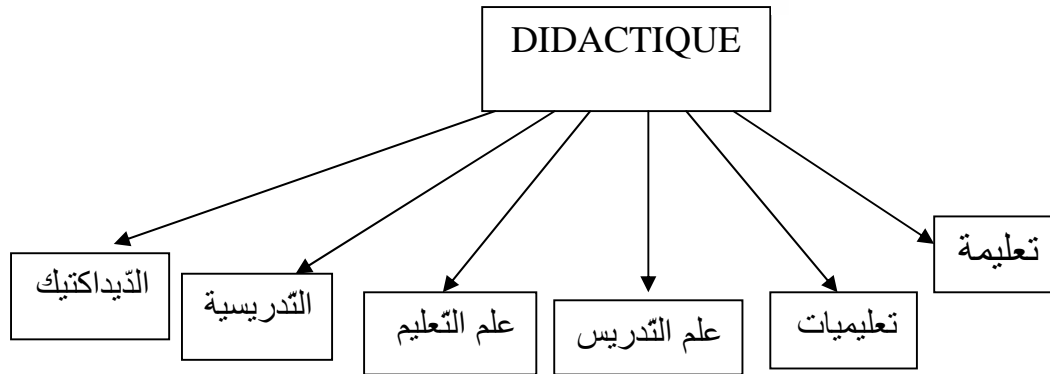 DIDACTIQUE
تعليمة
تعليميات
علم التّدريس
علم التّعليم
التّدريسية
الدّيداكتيك